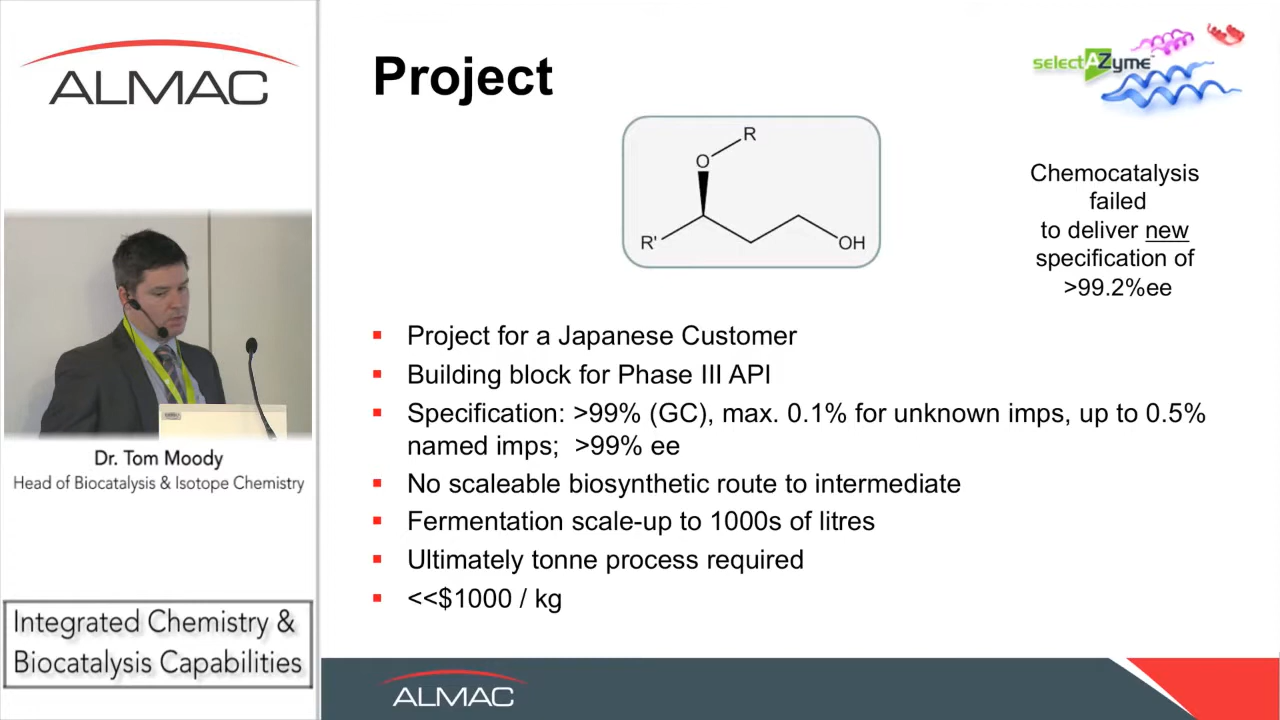 ALMAC
Project
selectAZyme™
R
O
R'
OH
Chemocatalysis
failed
to deliver new
specification of
>99.2%ee
▪ Project for a Japanese Customer
▪ Building block for Phase III API
▪ Specification: >99% (GC), max. 0.1% for unknown imps, up to 0.5%
named imps; >99% ee
▪ No scaleable biosynthetic route to intermediate
▪ Fermentation scale-up to 1000s of litres
▪ Ultimately tonne process required
▪ <<$1000 / kg
Dr. Tom Moody
Head of Biocatalysis & Isotope Chemistry
Integrated Chemistry &
Biocatalysis Capabilities
ALMAC